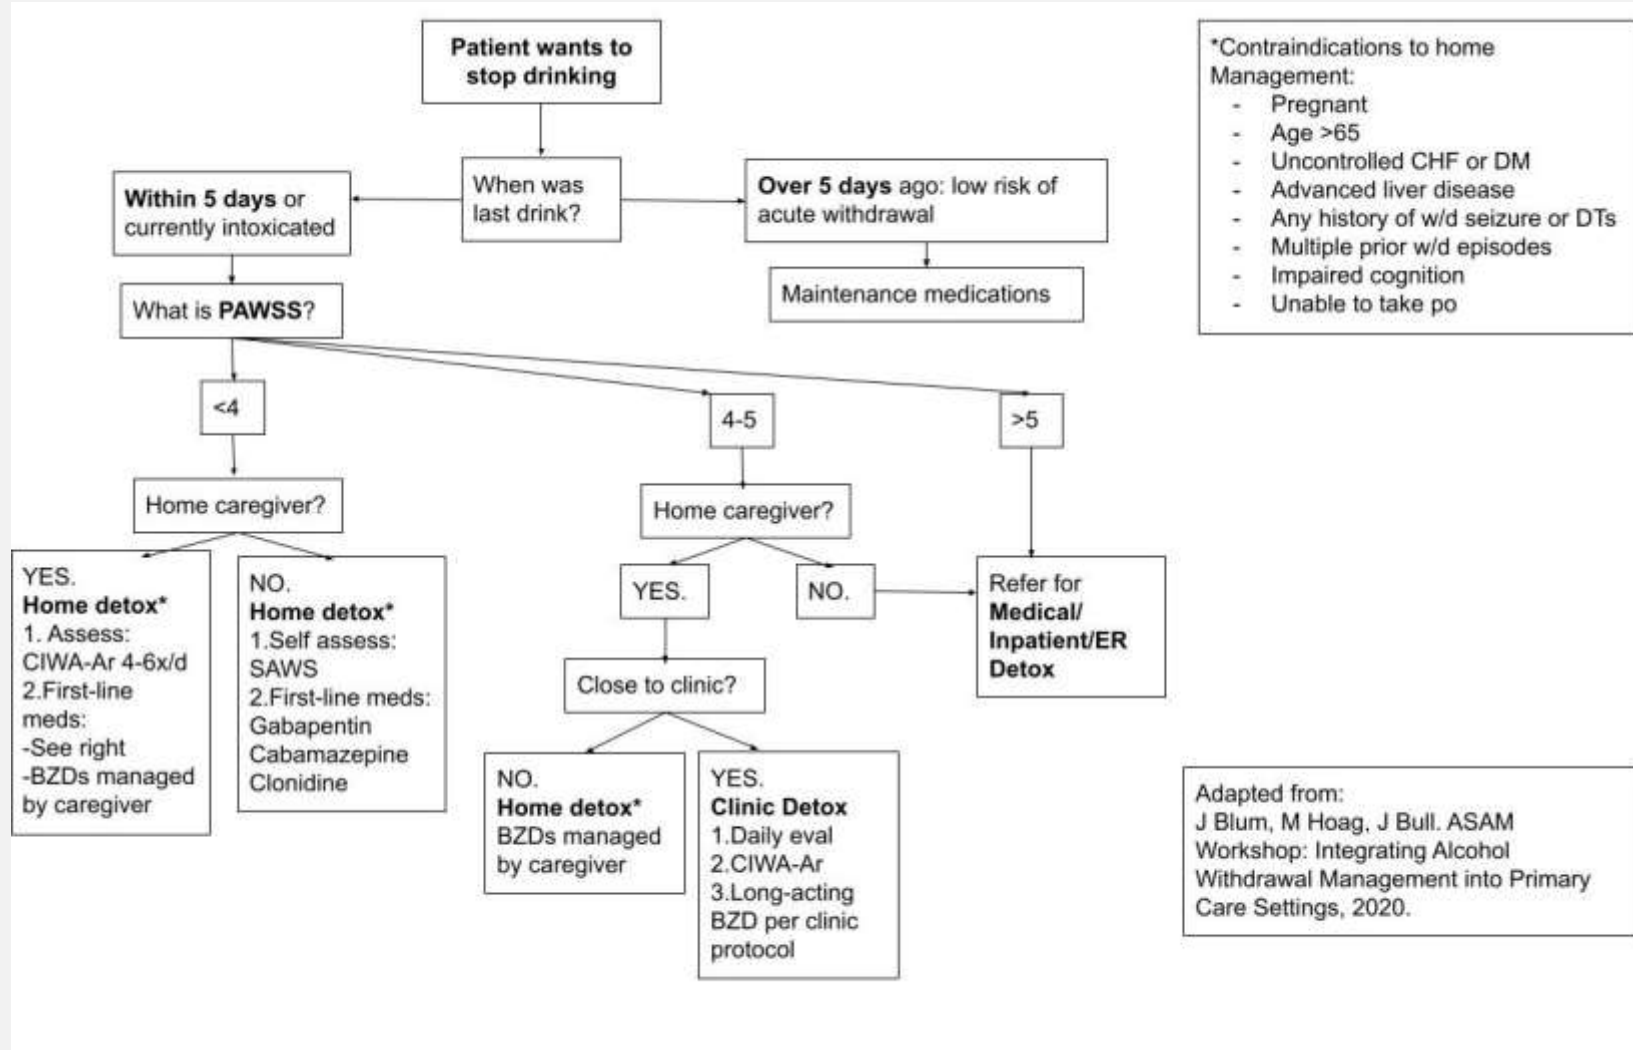 Patient wants to
stop drinking
When was
last drink?
Within 5 days or
currently intoxicated
Over 5 days ago: low risk of
acute withdrawal
Maintenance medications
What is PAWSS?
<4
4-5
>5
Home caregiver?
YES.
Home detox*
1. Assess:
CIWA-Ar 4-6x/d
2.First-line
meds:
-See right
-BZDs managed
by caregiver
NO.
Home detox*
1.Self assess:
SAWS
2.First-line meds:
Gabapentin
Cabamazepine
Clonidine
Home caregiver?
YES.
NO.
Close to clinic?
NO.
Home detox*
BZDs managed
by caregiver
YES.
Clinic Detox
1.Daily eval
2.CIWA-Ar
3.Long-acting
BZD per clinic
protocol
Refer for
Medical/
Inpatient/ER
Detox
*Contraindications to home
Management:
- Pregnant
- Age >65
- Uncontrolled CHF or DM
- Advanced liver disease
- Any history of w/d seizure or DTs
- Multiple prior w/d episodes
- Impaired cognition
- Unable to take po
Adapted from:
J Blum, M Hoag, J Bull. ASAM
Workshop: Integrating Alcohol
Withdrawal Management into Primary
Care Settings, 2020.